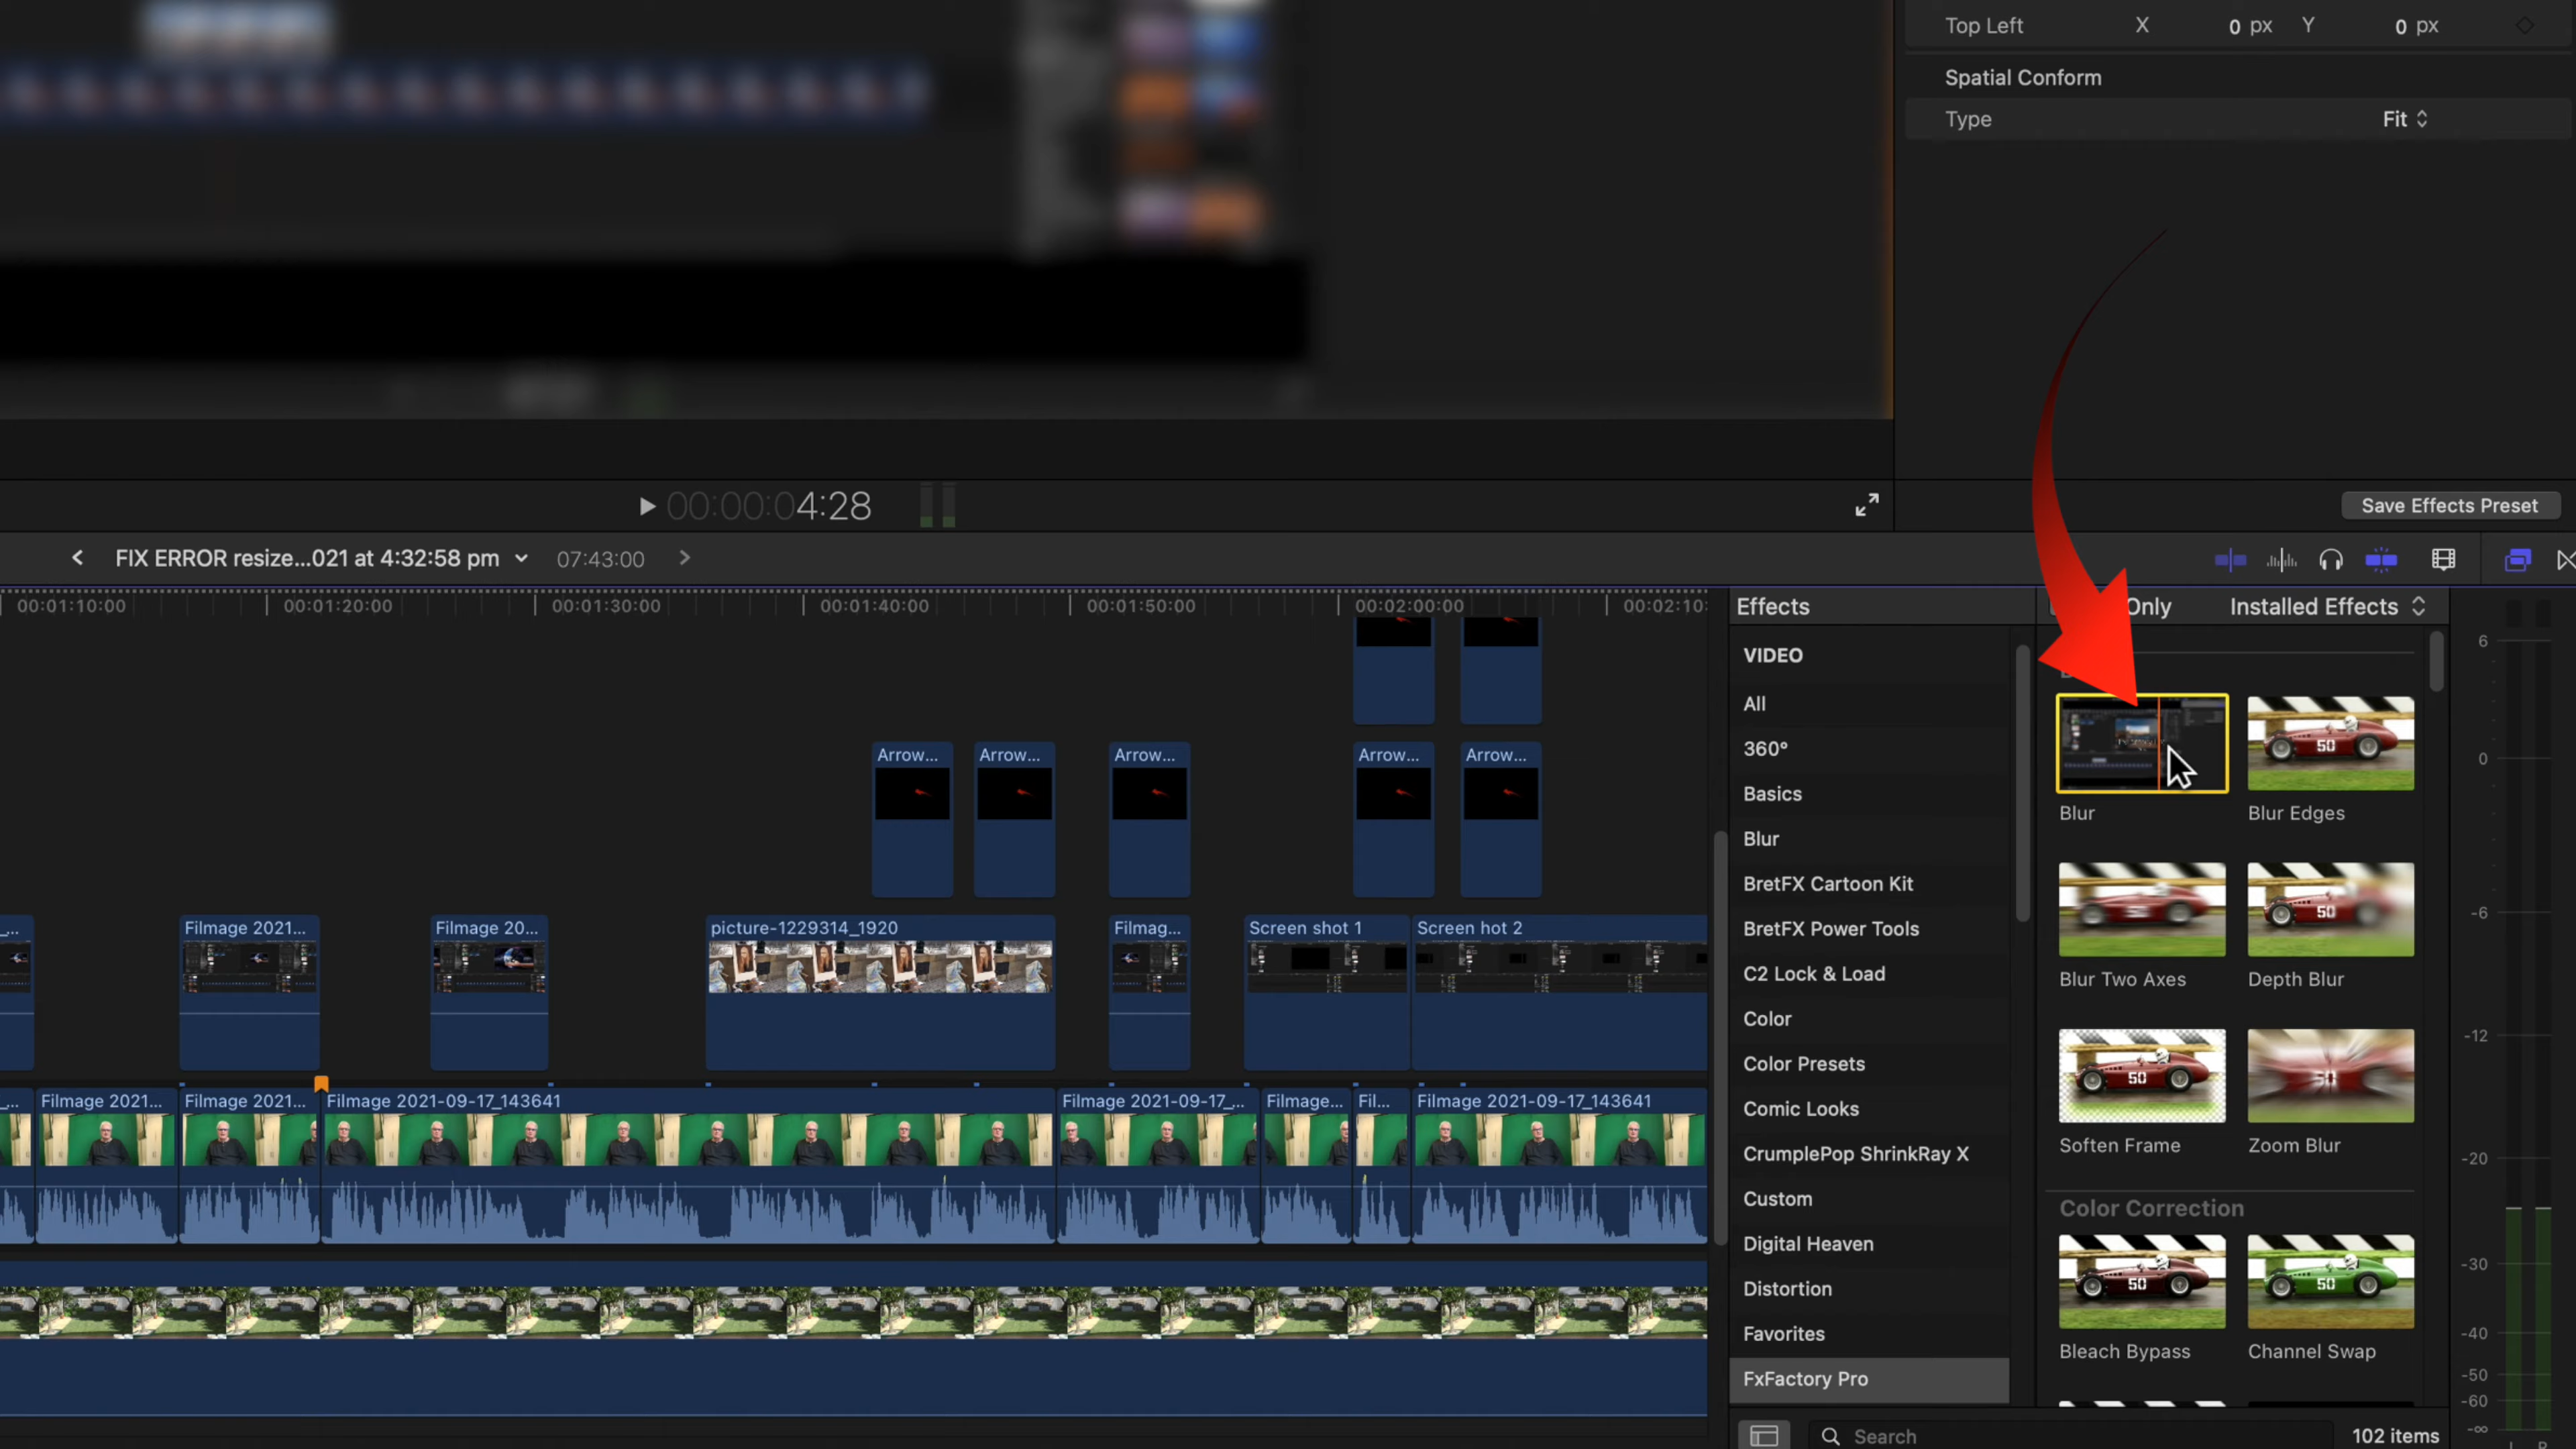 Top Left X 0 px Y 0 px
Spatial Conform
Type Fit
00:00:04:28
Save Effects Preset
FIX ERROR resize...021 at 4:32:58 pm 07:43:00
00:01:10:00 00:01:20:00 00:01:30:00 00:01:40:00 00:01:50:00 00:02:00:00 00:02:10:
Effects Only Installed Effects
VIDEO
All
360°
Basics
Blur
BretFX Cartoon Kit
BretFX Power Tools
C2 Lock & Load
Color
Color Presets
Comic Looks
CrumplePop ShrinkRay X
Custom
Digital Heaven
Distortion
Favorites
FxFactory Pro
Search
102 items
Blur Blur Edges
Blur Two Axes Depth Blur
Soften Frame Zoom Blur
Color Correction
Bleach Bypass Channel Swap
50
50
50
50
50
50
50
6
0
-6
-12
-20
-30
-40
-50
-60
-∞
Arrow... Arrow... Arrow... Arrow... Arrow...
Filmage 2021... Filmage 20... picture-1229314_1920 Filmag... Screen shot 1 Screen hot 2
Filmage 2021... Filmage 2021... Filmage 2021-09-17_143641 Filmage 2021-09-17_... Filmage... Fil... Filmage 2021-09-17_143641